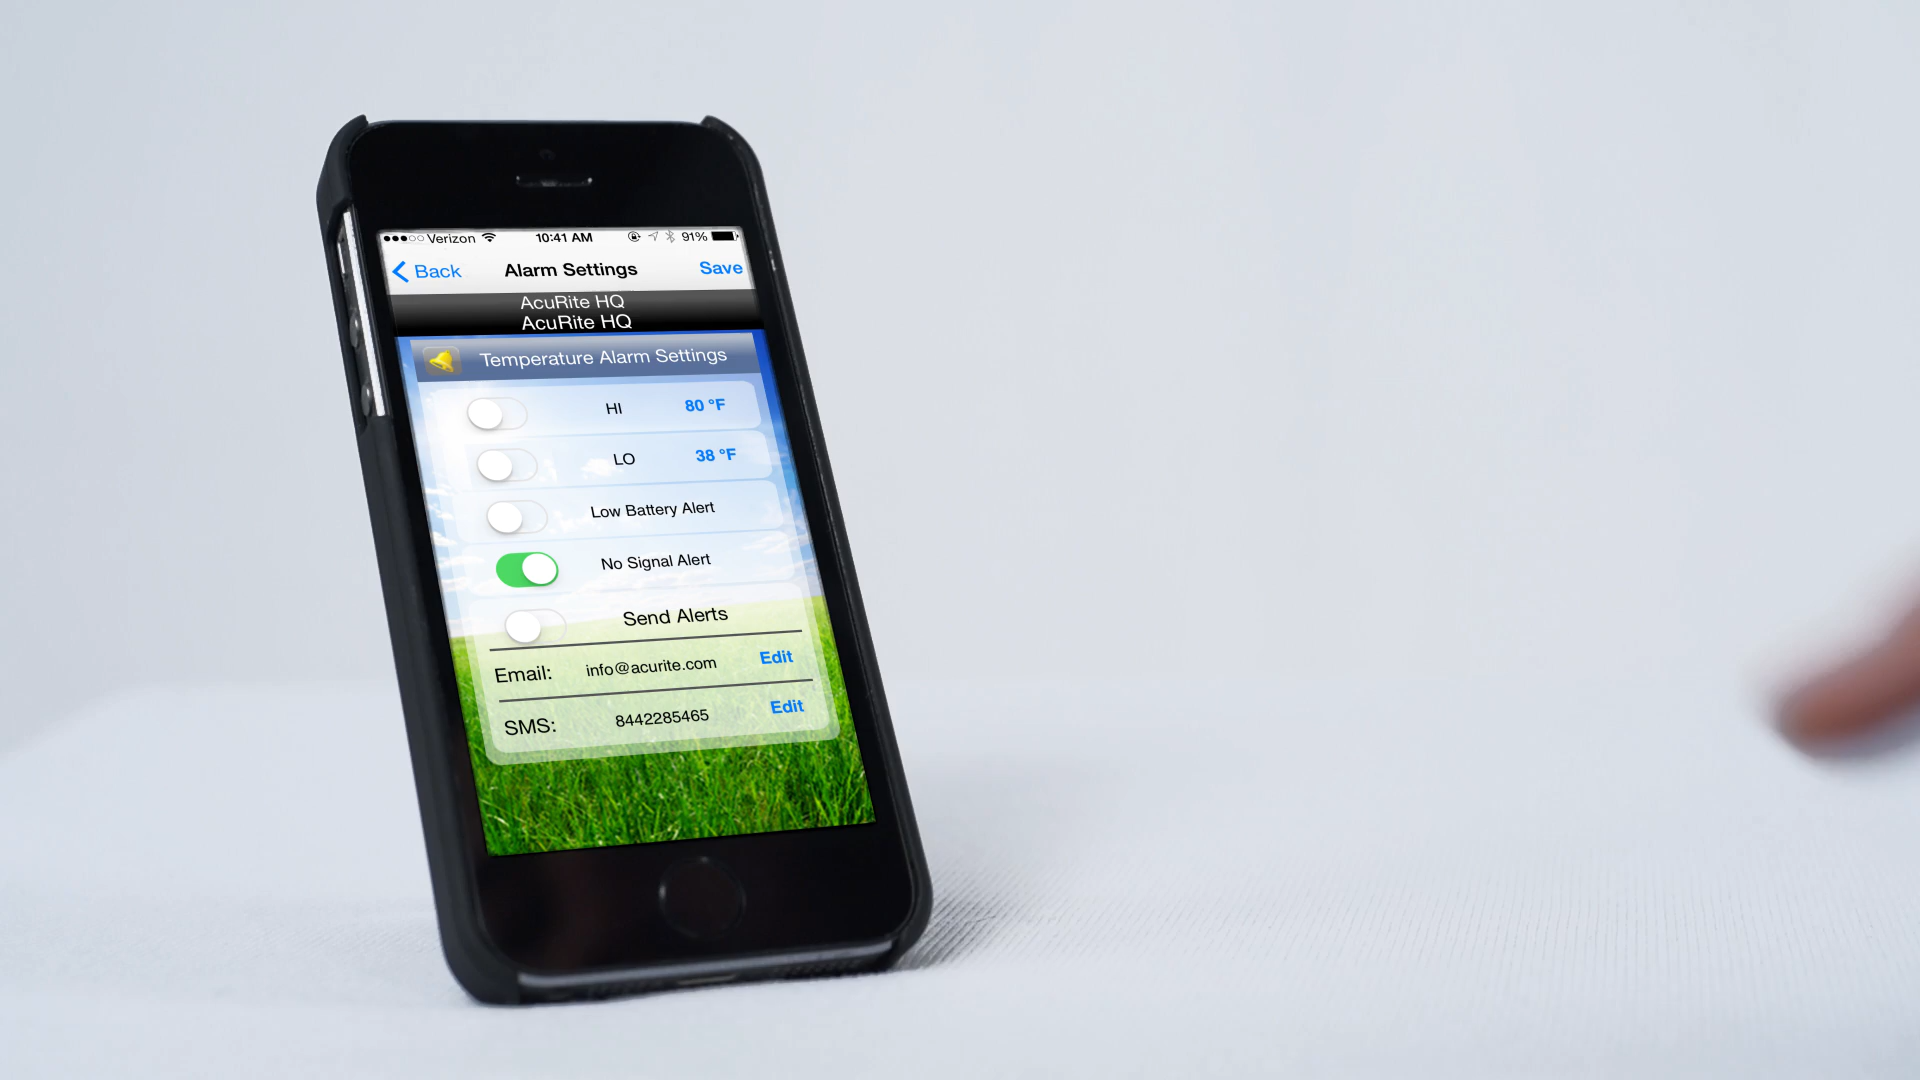 Verizon 10:41 AM 91%
Back Alarm Settings Save
AcuRite HQ
AcuRite HQ
Temperature Alarm Settings
HI 80 °F
LO 38 °F
Low Battery Alert
No Signal Alert
Send Alerts
Email: info@acurite.com Edit
SMS: 8442285465 Edit